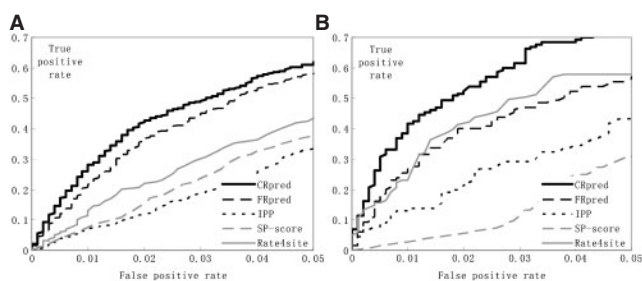 A
0.7
0.6
0.5
0.4
0.3
0.2
0.1
0
True
positive
rate
CRpred
FRpred
IPP
SP-score
Rate4site
0
0.01
0.02
0.03
0.04
0.05
False positive rate
B
0.7
0.6
0.5
0.4
0.3
0.2
0.1
0
True
positive
rate
CRpred
FRpred
IPP
SP-score
Rate4site
0
0.01
0.02
0.03
0.04
0.05
False positive rate